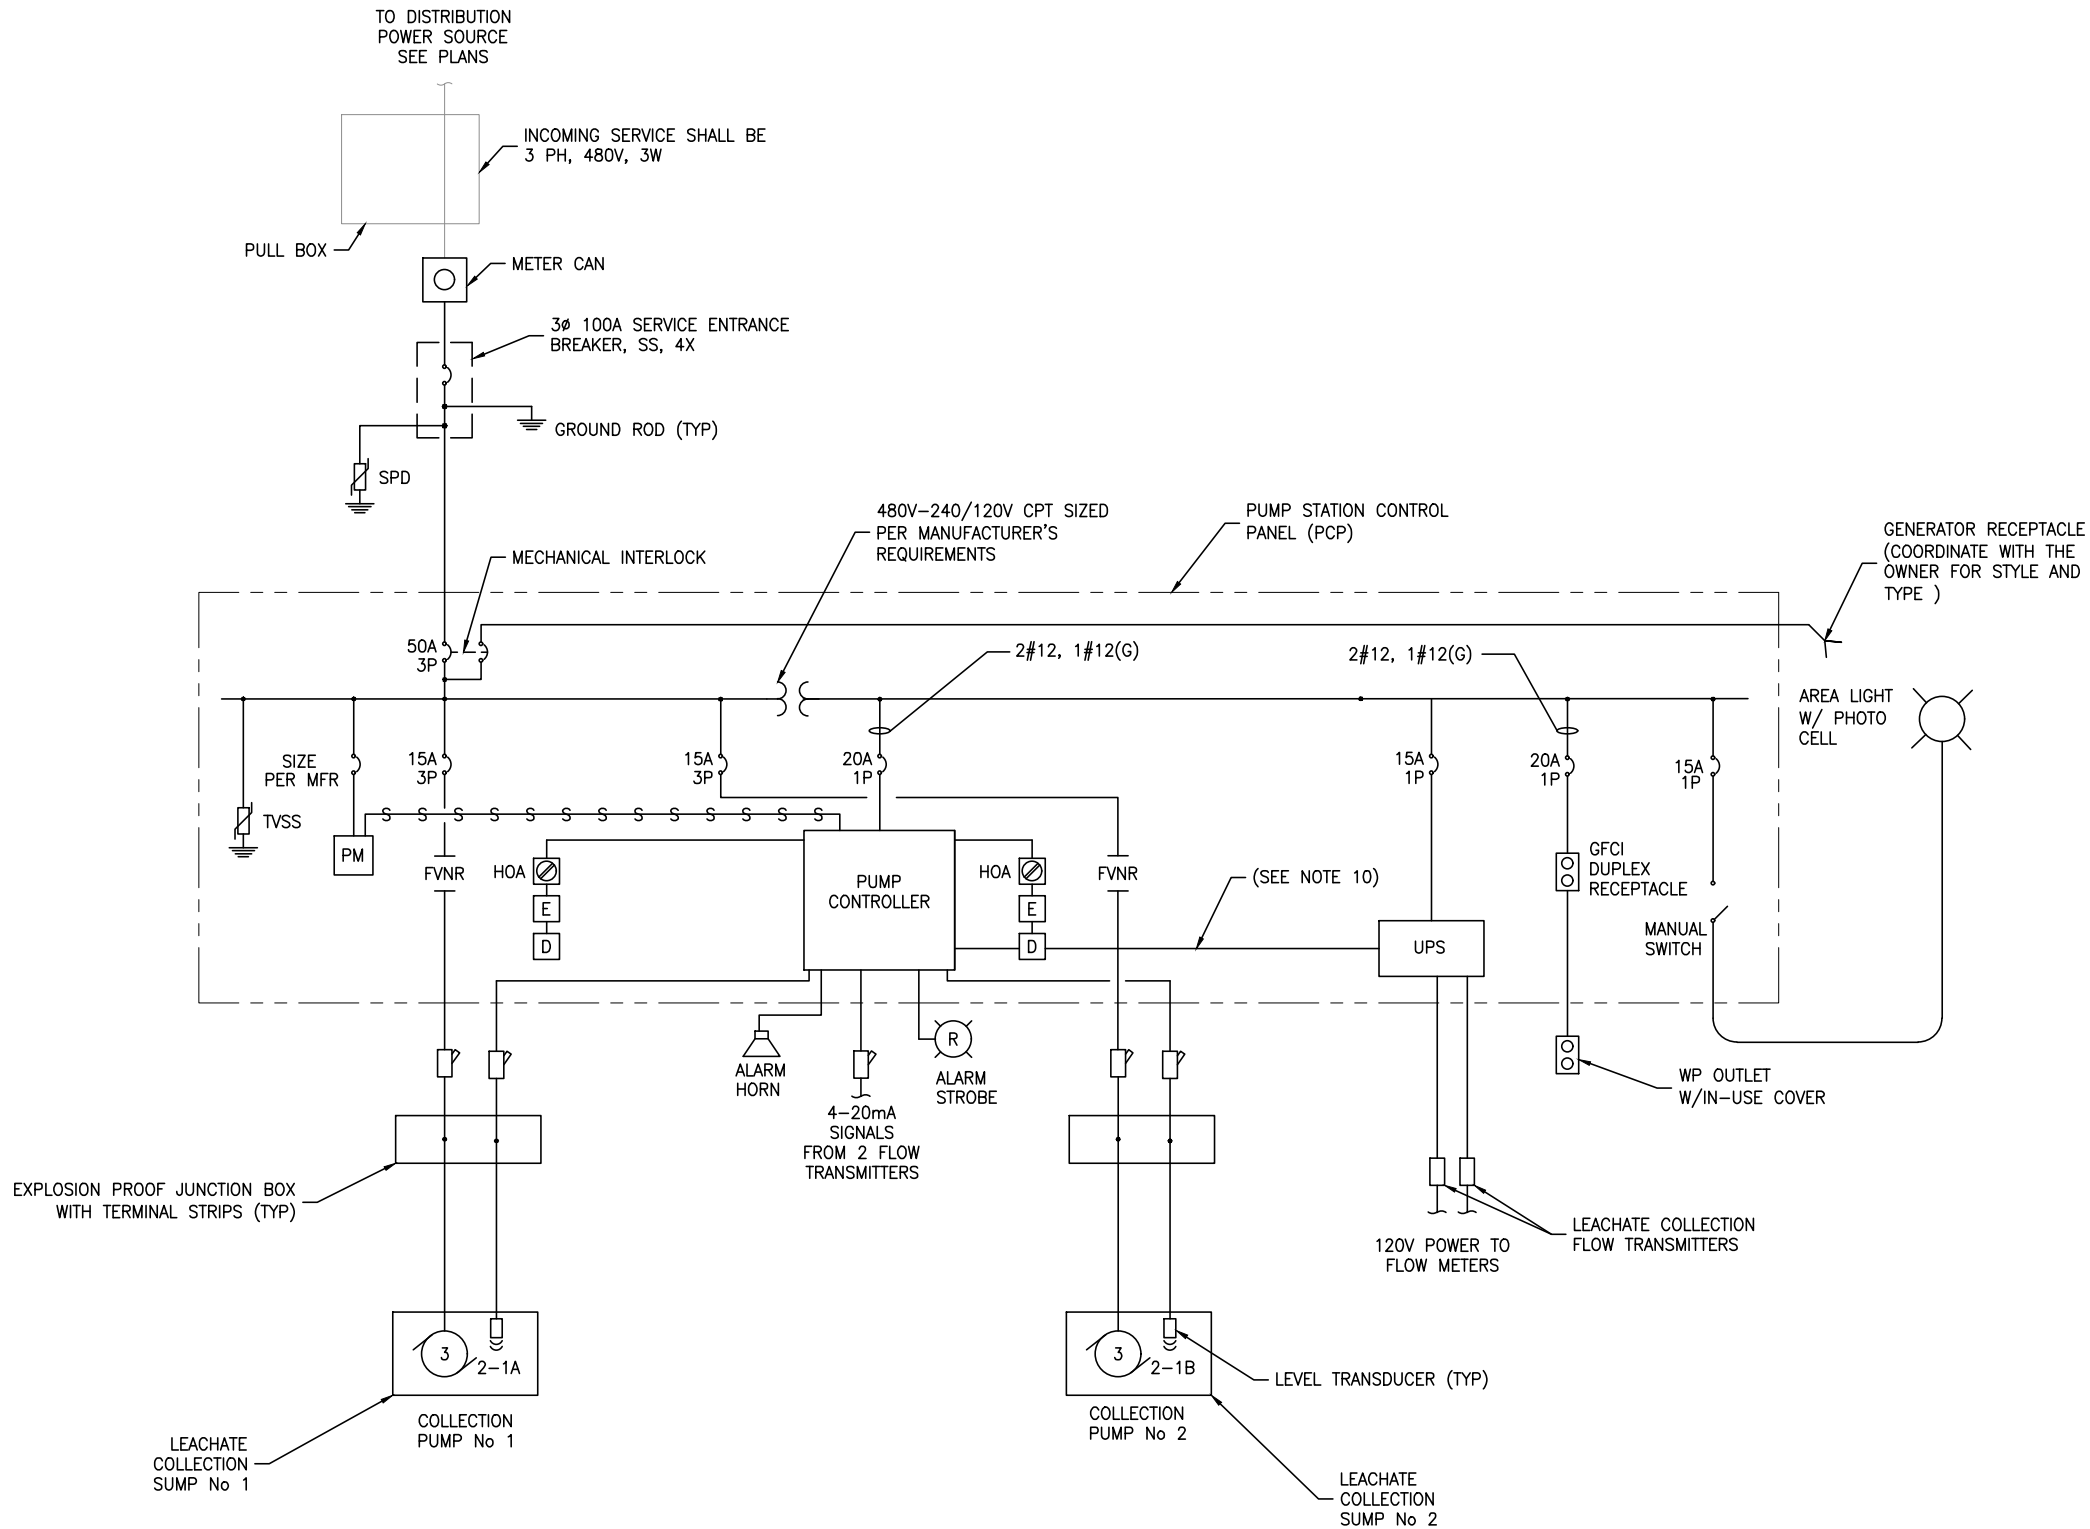 TO DISTRIBUTION
POWER SOURCE
SEE PLANS
INCOMING SERVICE SHALL BE
3 PH, 480V, 3W
PULL BOX
METER CAN
3Ø 100A SERVICE ENTRANCE
BREAKER, SS, 4X
GROUND ROD (TYP)
SPD
MECHANICAL INTERLOCK
480V-240/120V CPT SIZED
PER MANUFACTURER'S
REQUIREMENTS
PUMP STATION CONTROL
PANEL (PCP)
GENERATOR RECEPTACLE
(COORDINATE WITH THE
OWNER FOR STYLE AND
TYPE )
50A
3P
2#12, 1#12(G)
2#12, 1#12(G)
AREA LIGHT
W/ PHOTO
CELL
SIZE
PER MFR
15A
3P
15A
3P
20A
1P
15A
1P
20A
1P
15A
1P
TVSS
S S S S S S S S S S S S S
PM
FVNR
HOA
E
D
PUMP
CONTROLLER
HOA
E
D
FVNR
(SEE NOTE 10)
UPS
GFCI
DUPLEX
RECEPTACLE
MANUAL
SWITCH
ALARM
HORN
R
ALARM
STROBE
4-20mA
SIGNALS
FROM 2 FLOW
TRANSMITTERS
WP OUTLET
W/IN-USE COVER
EXPLOSION PROOF JUNCTION BOX
WITH TERMINAL STRIPS (TYP)
LEACHATE COLLECTION
FLOW TRANSMITTERS
120V POWER TO
FLOW METERS
3
2-1A
3
2-1B
LEVEL TRANSDUCER (TYP)
COLLECTION
PUMP No 1
COLLECTION
PUMP No 2
LEACHATE
COLLECTION
SUMP No 1
LEACHATE
COLLECTION
SUMP No 2